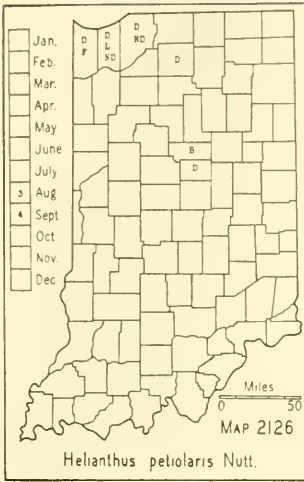 Jan.
Feb.
Mar.
Apr.
May
June
July
3 Aug
4 Sept
Oct
Nov.
Dec
D
F
D
L
ND
D
ND
D
B
D
Miles
0 50
MAP 2126
Helianthus petiolaris Nutt.